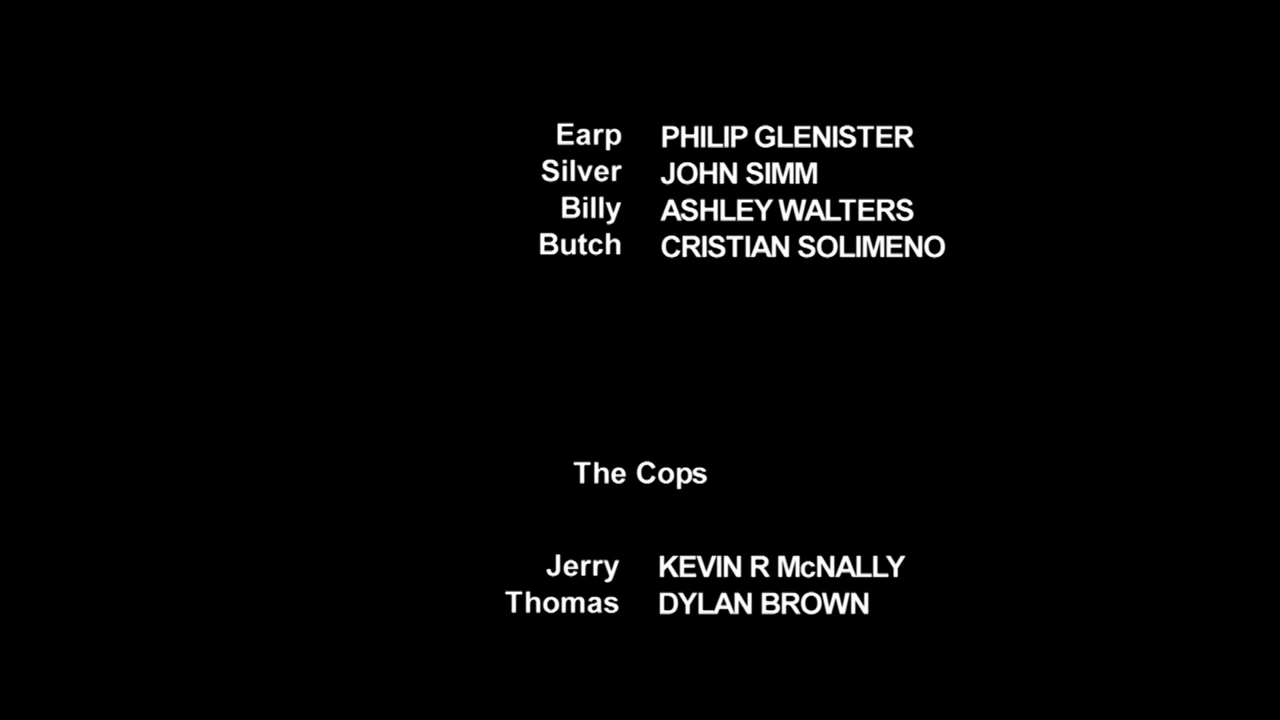 Earp PHILIP GLENISTER
Silver JOHN SIMM
Billy ASHLEY WALTERS
Butch CRISTIAN SOLIMENO
The Cops
Jerry KEVIN R McNALLY
Thomas DYLAN BROWN